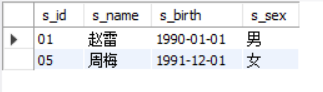 s_id s_name s_birth s_sex
01 赵雷 1990-01-01 男
05 周梅 1991-12-01 女